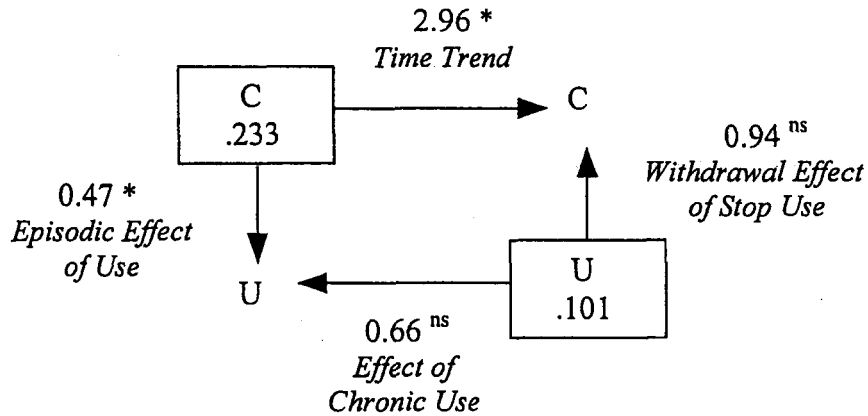 2.96 *
Time Trend
C
.233
C
0.94 ns
Withdrawal Effect
of Stop Use
0.47 *
Episodic Effect
of Use
U
U
.101
0.66 ns
Effect of
Chronic Use